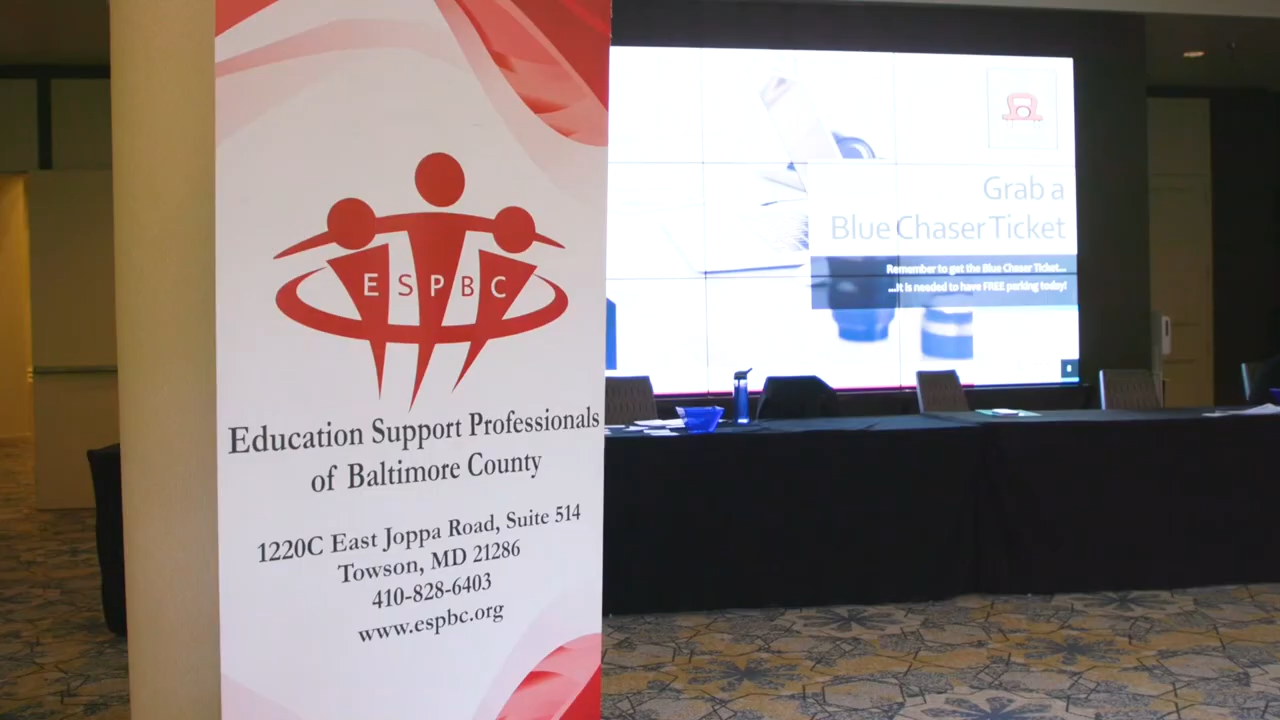 ESPBC
Education Support Professionals
of Baltimore County
1220C East Joppa Road, Suite 514
Towson, MD 21286
410-828-6403
www.espbc.org
Grab a
Blue Chaser Ticket
Remember to get the Blue Chaser Ticket...
...It is needed to have FREE parking today!